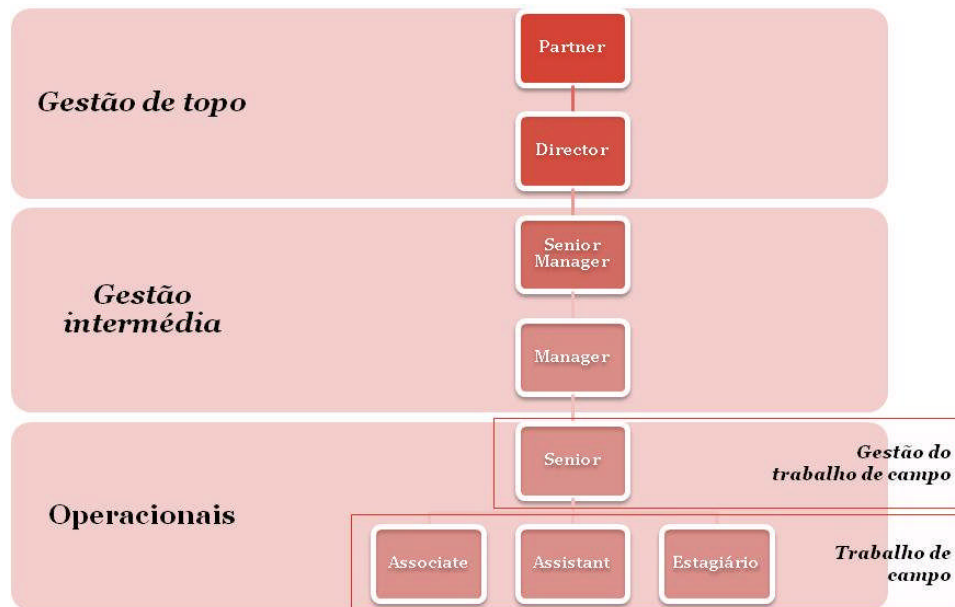 Partner
Gestão de topo
Director
Senior
Manager
Gestão
intermédia
Manager
Senior
Gestão do
trabalho de campo
Operacionais
Associate
Assistant
Estagiário
Trabalho de
campo